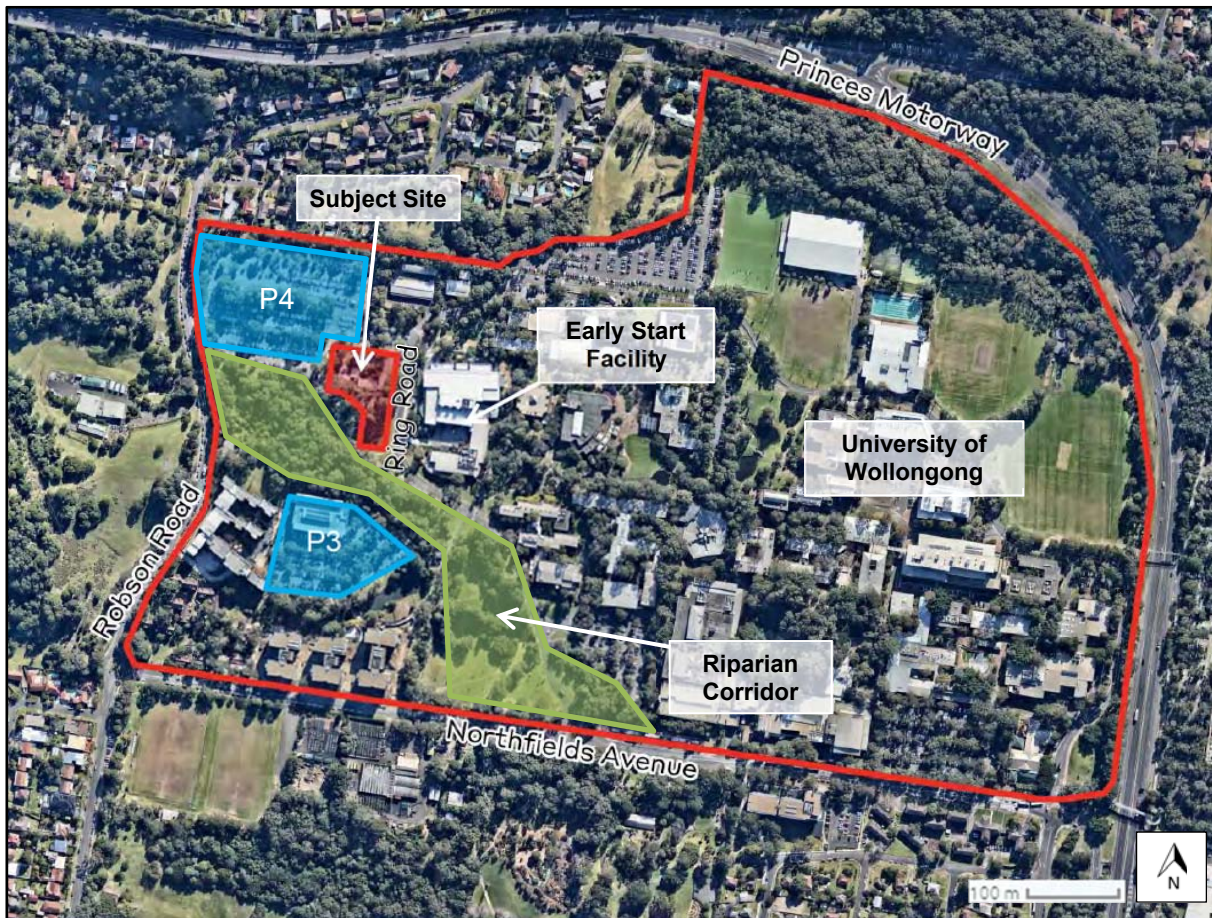 Princes Motorway
Subject Site
P4
Early Start
Facility
Ring Road
University of
Wollongong
P3
Robson Road
Riparian
Corridor
Northfields Avenue
100 m
N